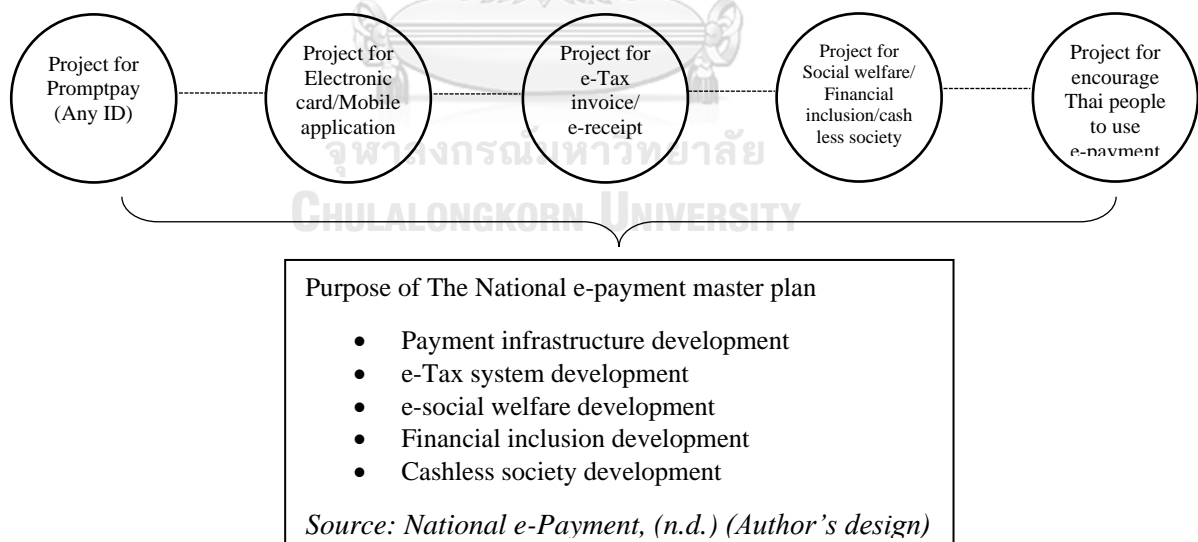 Project for
Promptpay
(Any ID)
Project for
Electronic
card/Mobile
application
Project for
e-Tax
invoice/
e-receipt
Project for
Social welfare/
Financial
inclusion/cash
less society
Project for
encourage
Thai people
to use
e-payment
จุฬาลงกรณ์มหาวิทยาลัย
CHULALONGKORN UNIVERSITY
Purpose of The National e-payment master plan
• Payment infrastructure development
• e-Tax system development
• e-social welfare development
• Financial inclusion development
• Cashless society development
Source: National e-Payment, (n.d.) (Author's design)